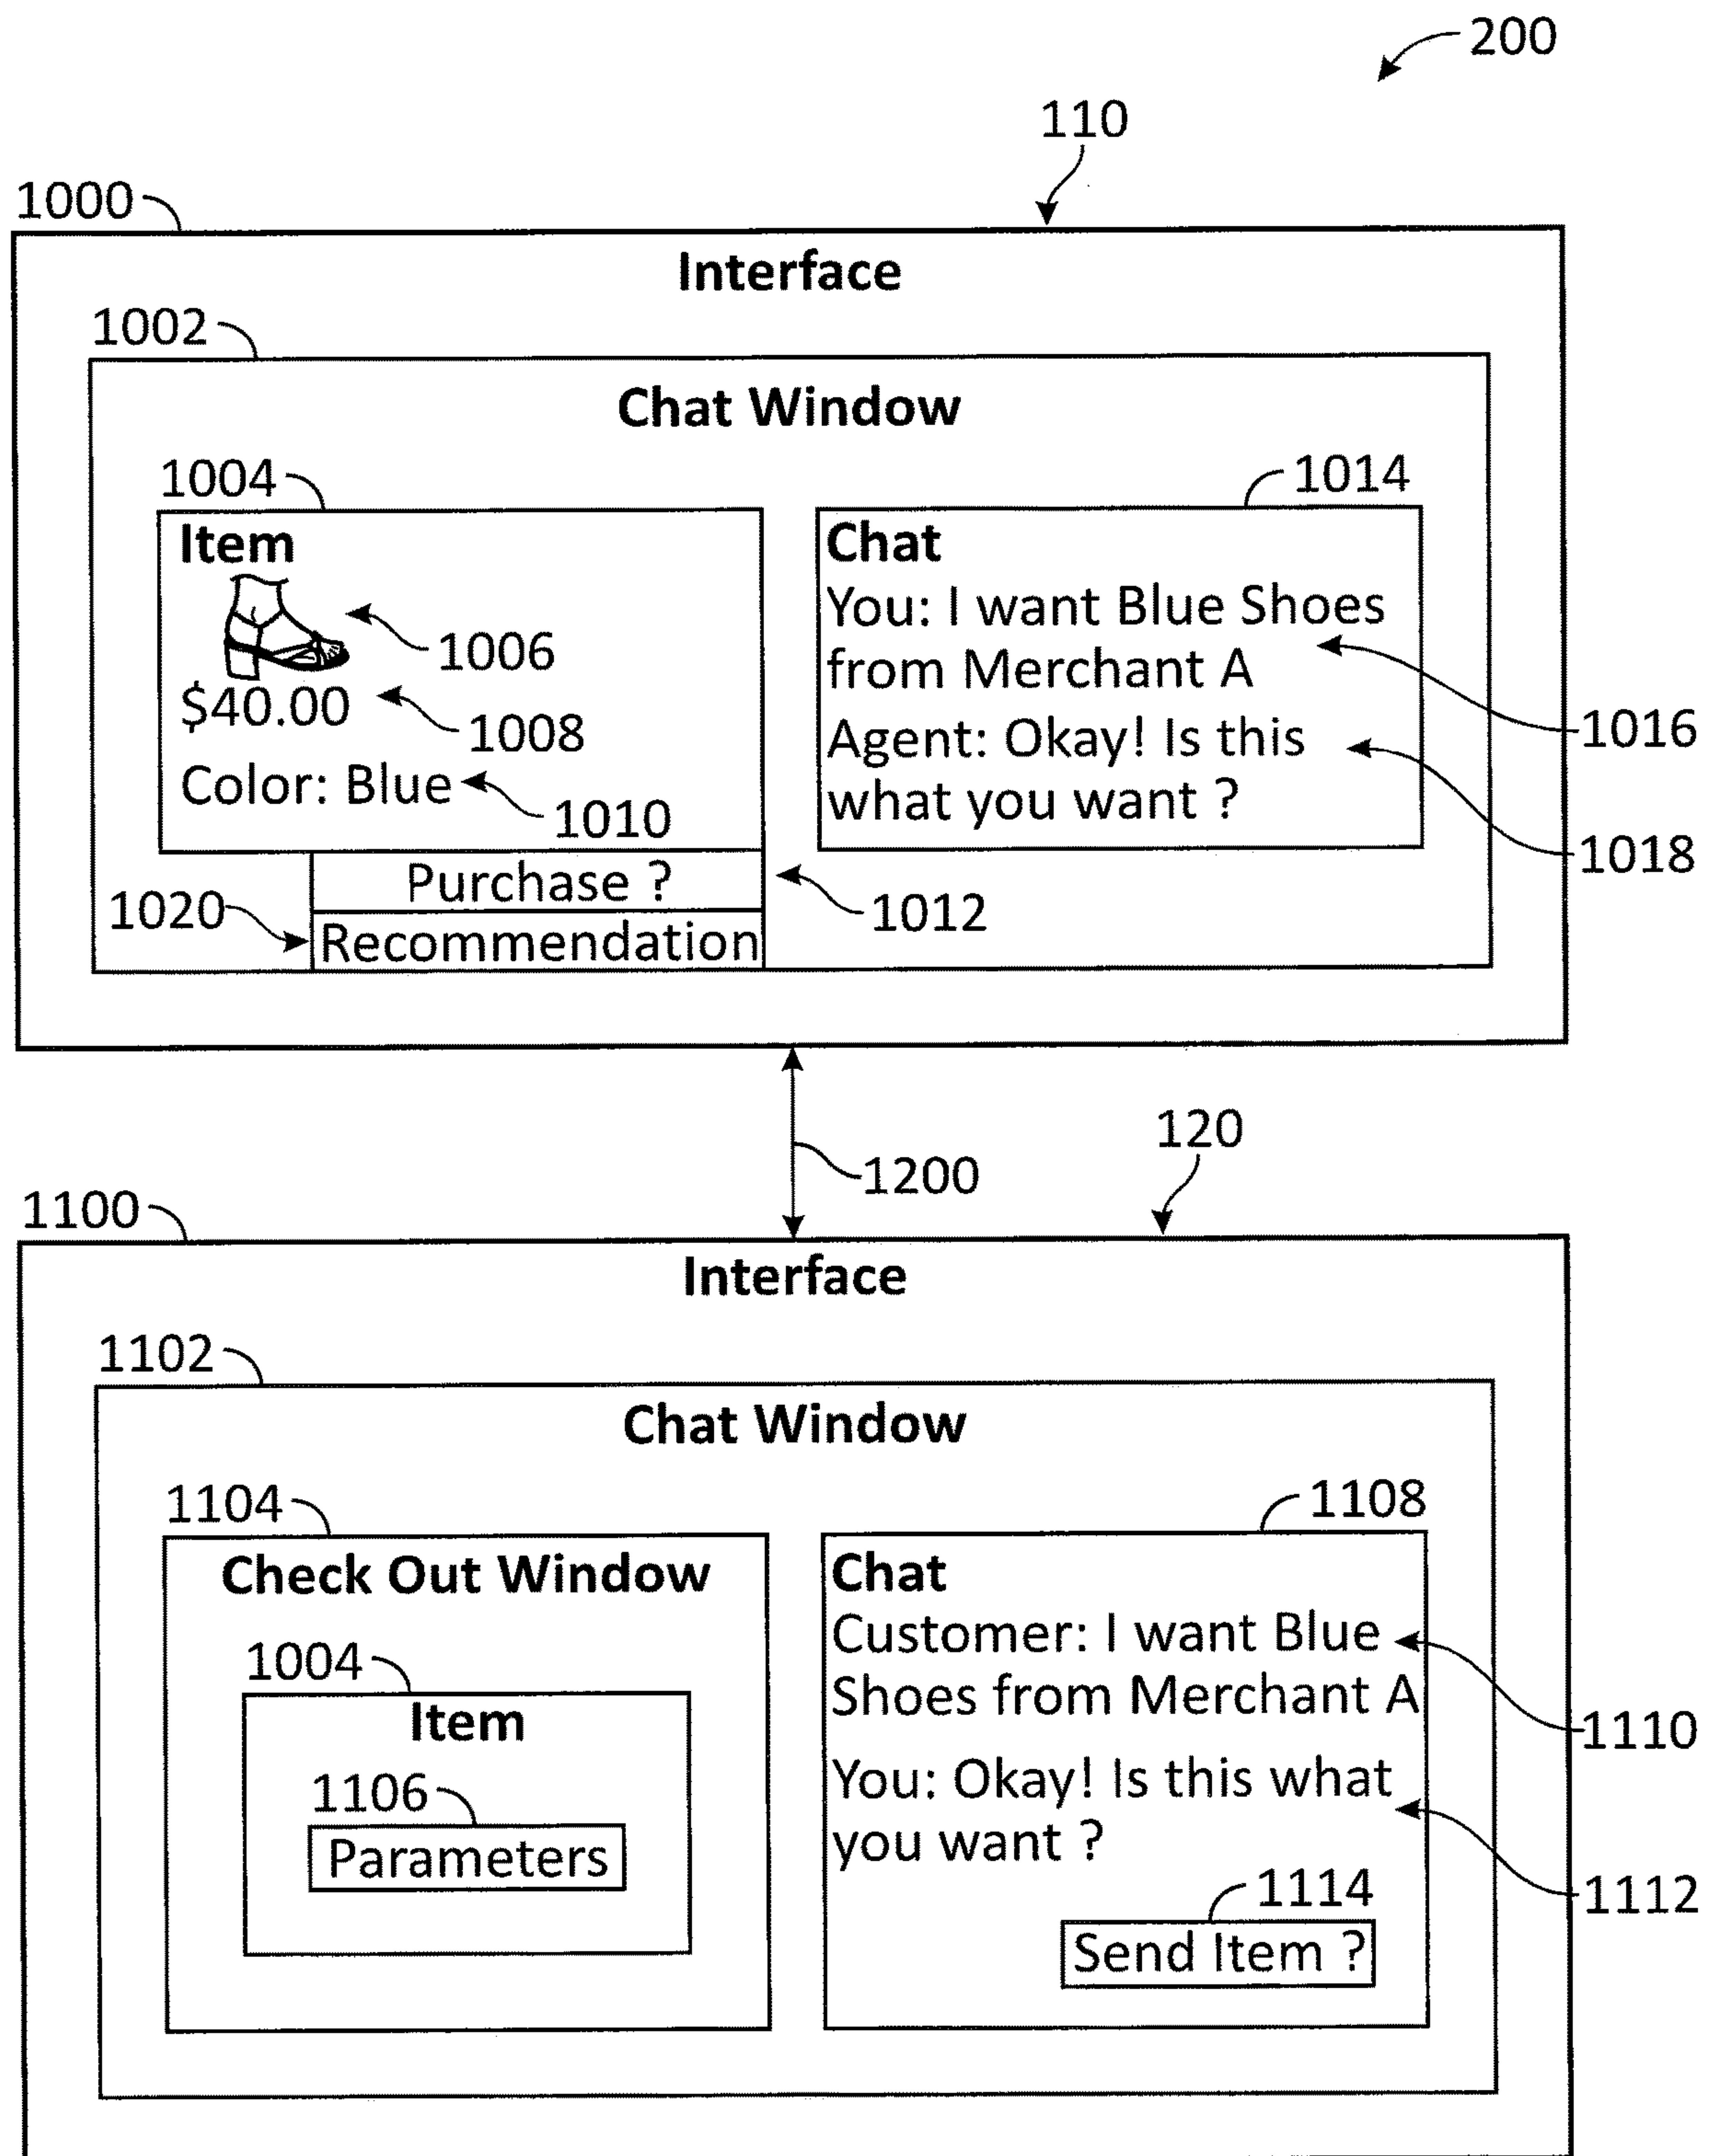 200
110
1000
Interface
1002
Chat Window
1004
Item
1006
$40.00
1008
Color: Blue
1010
Purchase ?
1012
1020
Recommendation
1014
Chat
You: I want Blue Shoes
from Merchant A
1016
Agent: Okay! Is this
what you want ?
1018
1200
120
1100
Interface
1102
Chat Window
1104
Check Out Window
1004
Item
1106
Parameters
1108
Chat
Customer: I want Blue
Shoes from Merchant A
1110
You: Okay! Is this what
you want ?
1112
1114
Send Item ?